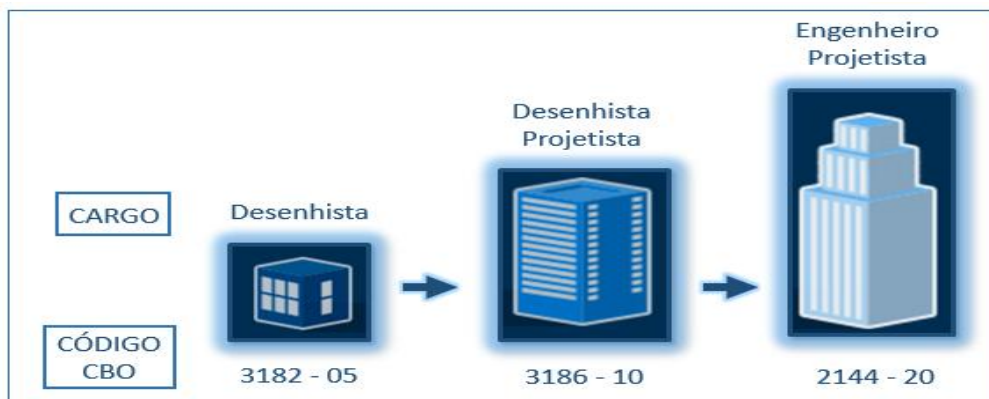 Engenheiro
Projetista
Desenhista
Projetista
CARGO
Desenhista
CÓDIGO
CBO
3182 - 05
3186 - 10
2144 - 20